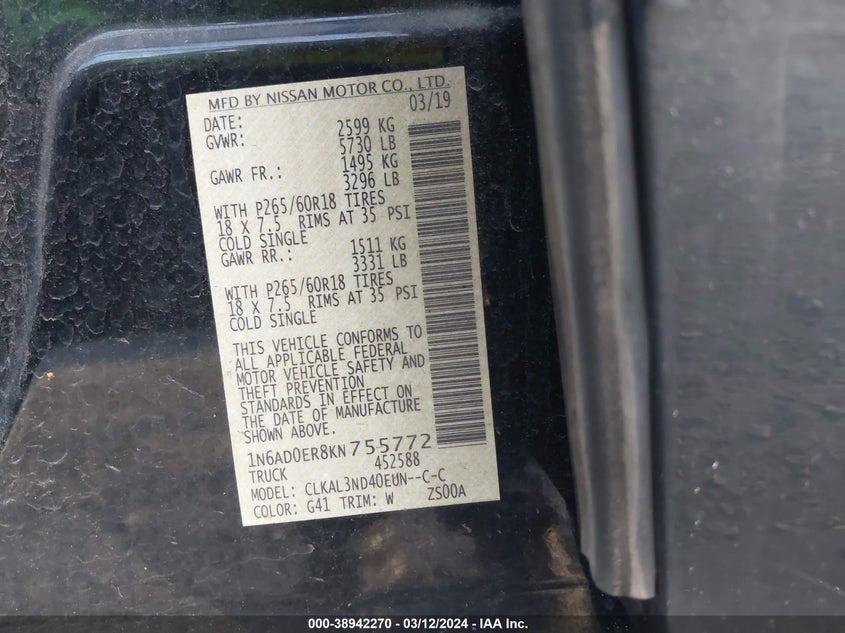 MFD BY NISSAN MOTOR CO., LTD.
DATE: 03/19
GVWR: 2599 KG
5730 LB
GAWR FR.: 1495 KG
3296 LB
WITH P265/60R18 TIRES
18 X 7.5 RIMS AT 35 PSI
COLD SINGLE
GAWR RR.: 1511 KG
3331 LB
WITH P265/60R18 TIRES
18 X 7.5 RIMS AT 35 PSI
COLD SINGLE
THIS VEHICLE CONFORMS TO
ALL APPLICABLE FEDERAL
MOTOR VEHICLE SAFETY AND
THEFT PREVENTION
STANDARDS IN EFFECT ON
THE DATE OF MANUFACTURE
SHOWN ABOVE.
1N6AD0ER8KN755772
TRUCK 452588
MODEL: CLKAL3ND40EUN--C-C
COLOR: G41 TRIM: W ZS00A
000-38942270 - 03/12/2024 - IAA Inc.